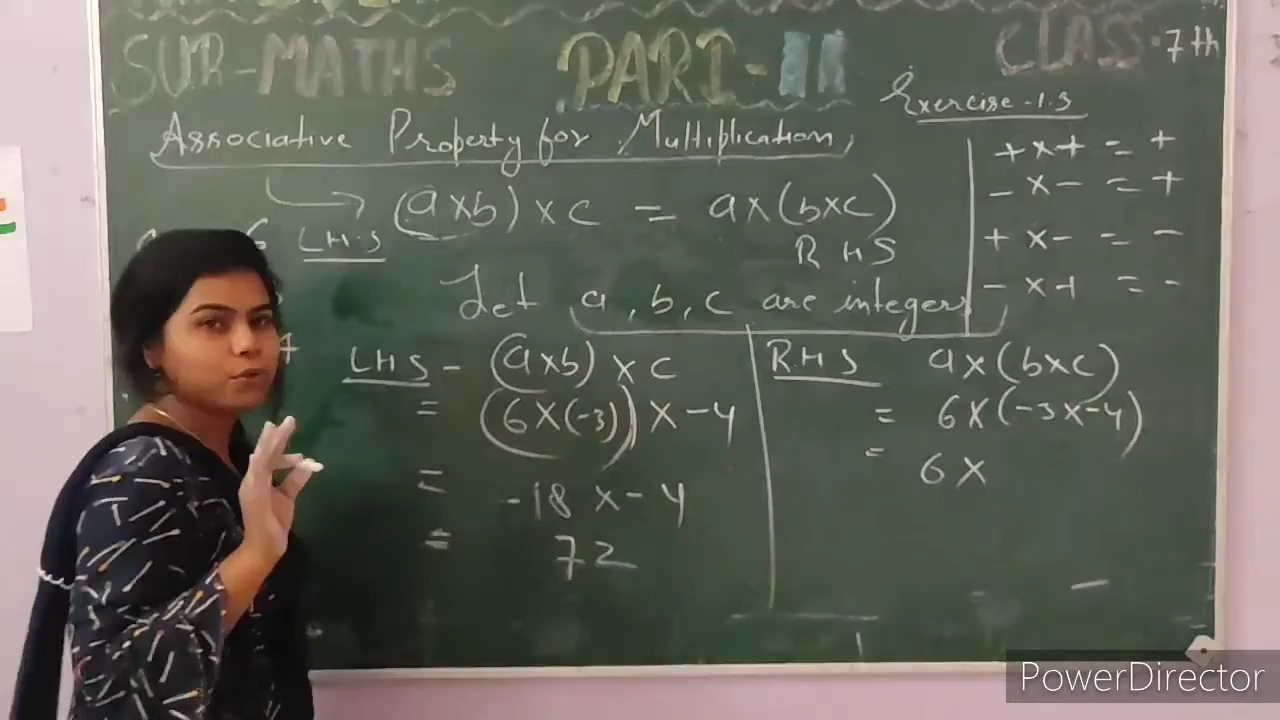 SUR-MATHS PART-II CLASS-7th
Exercise-1.3
Associative Property for Multiplication,
(a×b)×c = a×(b×c)
LHS
RHS
Let a, b, c are integers
+ × + = +
- × - = +
+ × - = -
- × + = -
LHS - (a×b)×c
= (6×(-3))×-4
= -18×-4
= 72
RHS a×(b×c)
= 6×(-3×-4)
= 6×
PowerDirector